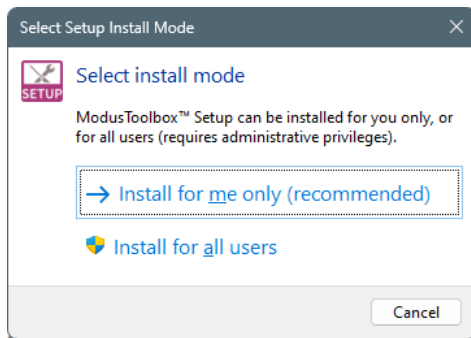 Select Setup Install Mode
SETUP
Select install mode
ModusToolbox™ Setup can be installed for you only, or
for all users (requires administrative privileges).
Install for me only (recommended)
Install for all users
Cancel